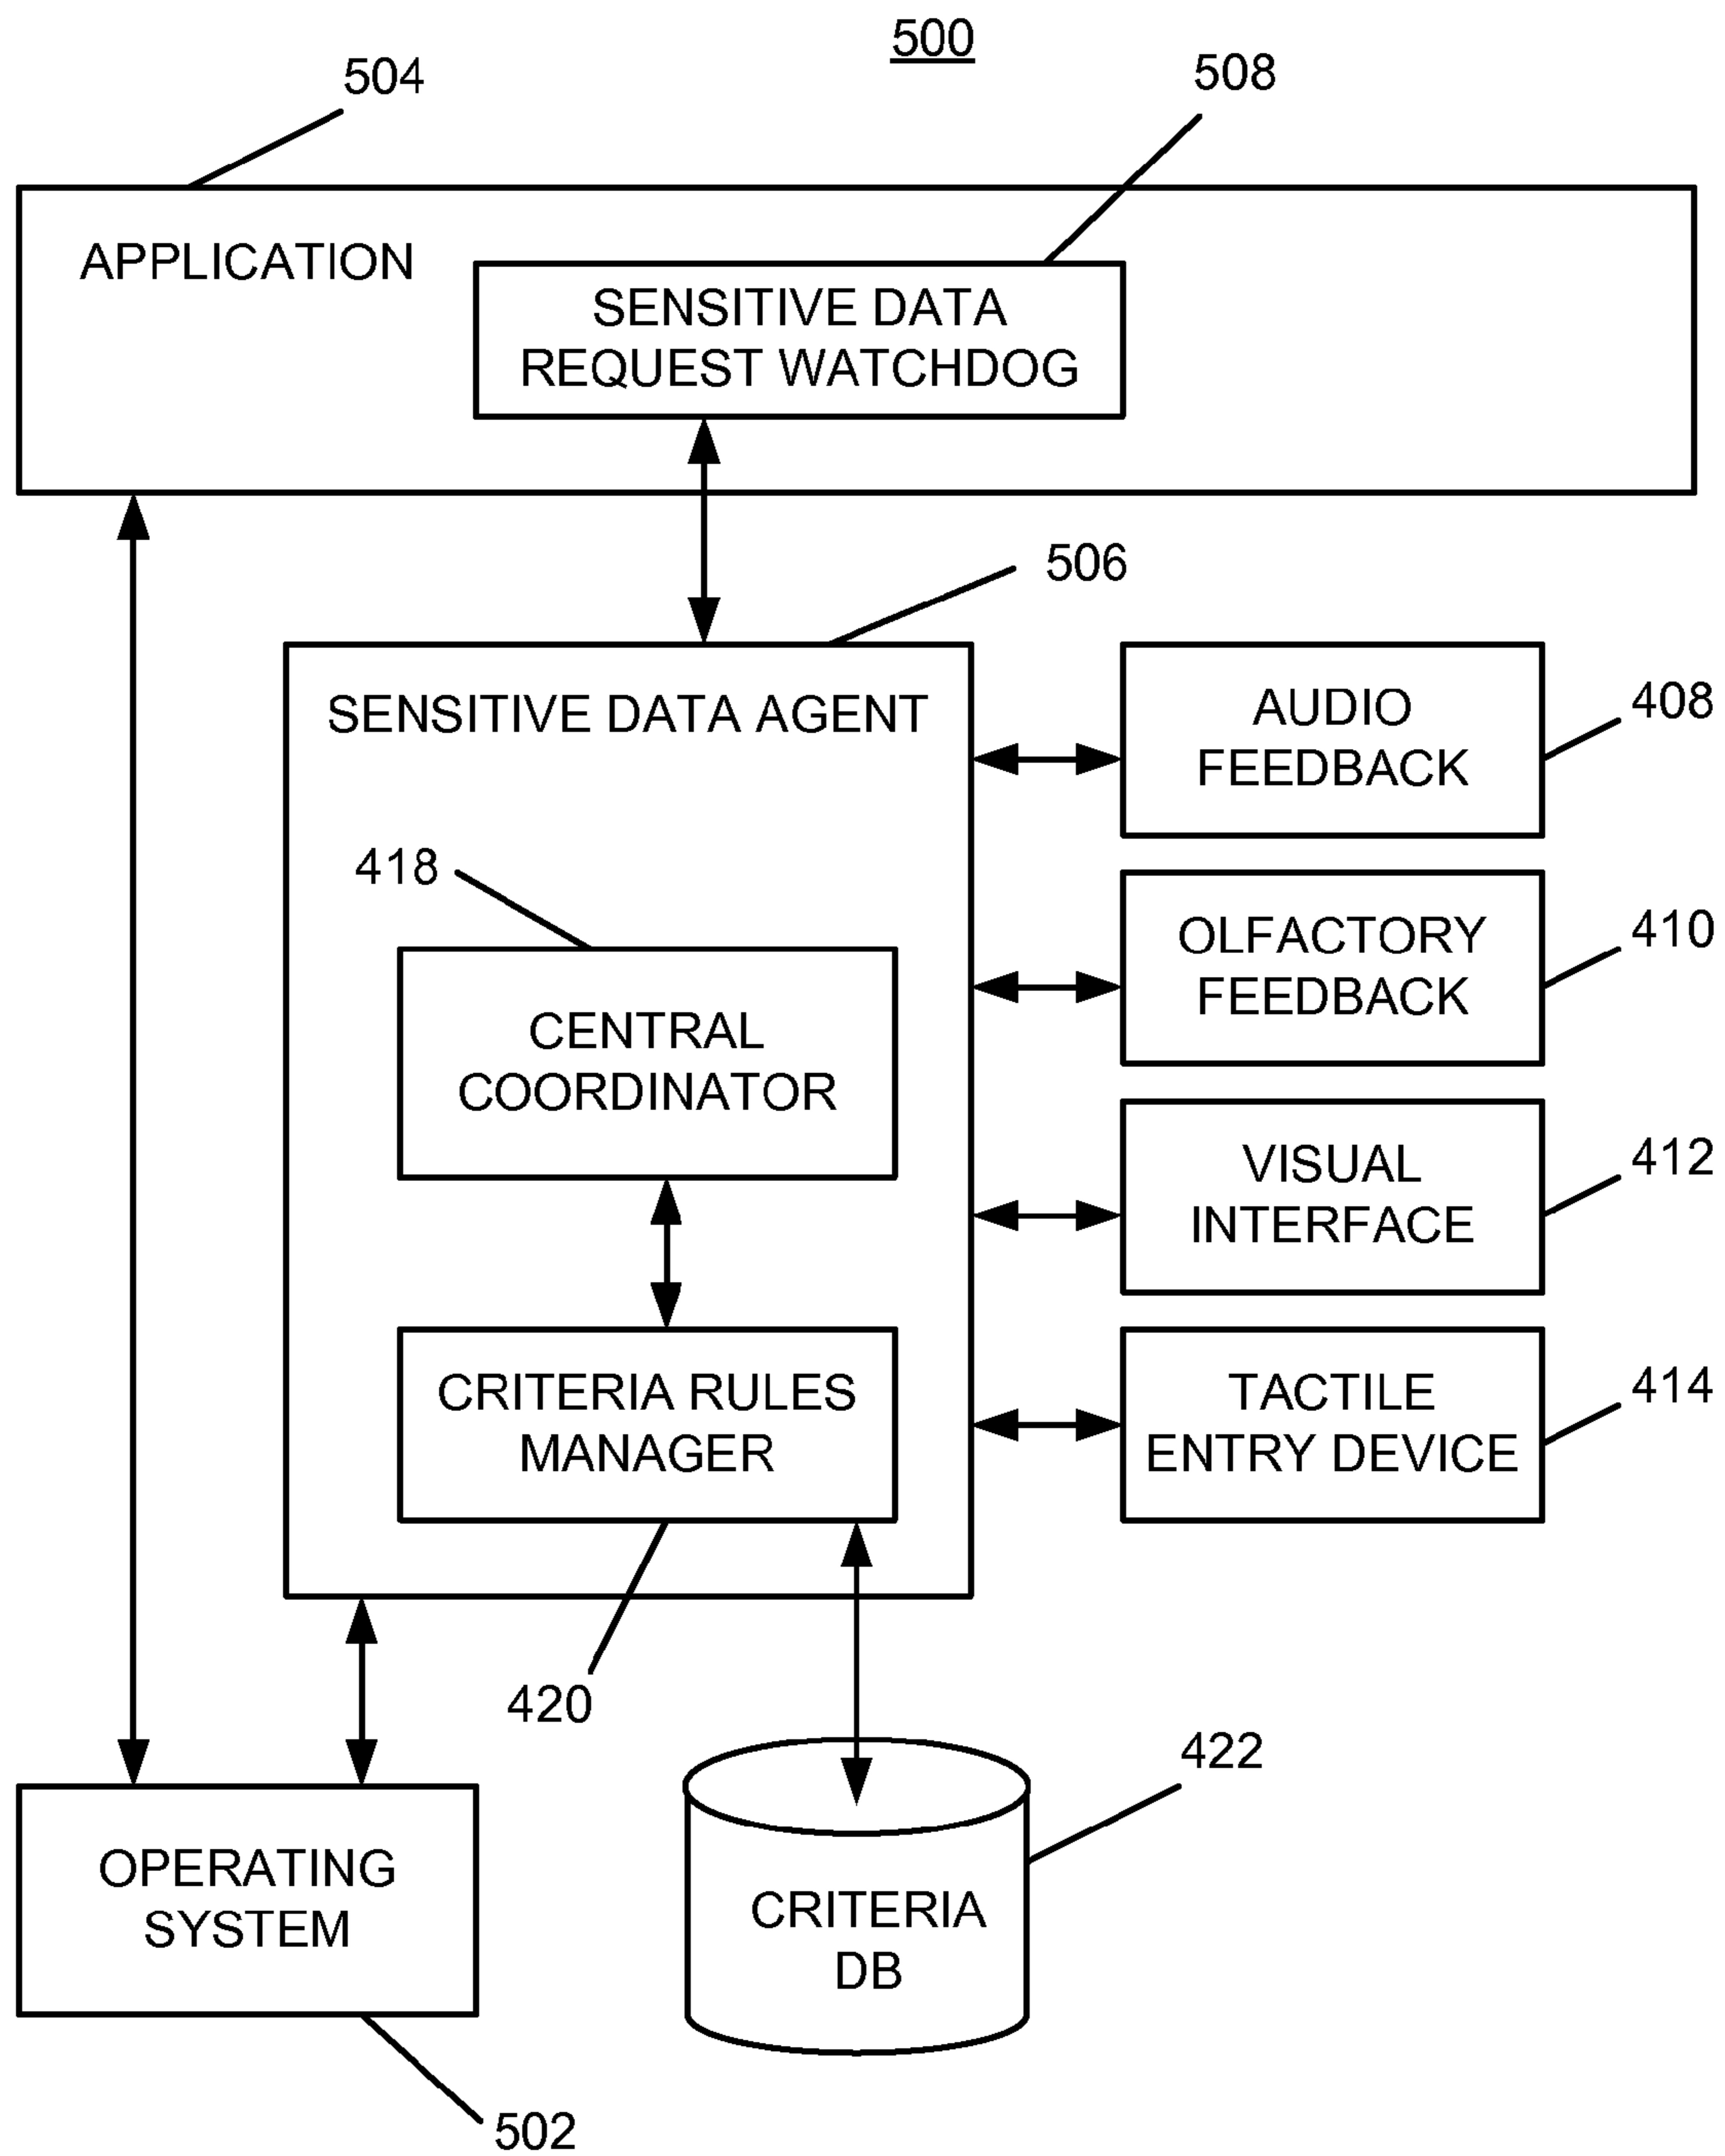 500
504
508
APPLICATION
SENSITIVE DATA
REQUEST WATCHDOG
506
SENSITIVE DATA AGENT
AUDIO
FEEDBACK
408
418
OLFACTORY
FEEDBACK
410
CENTRAL
COORDINATOR
VISUAL
INTERFACE
412
CRITERIA RULES
MANAGER
TACTILE
ENTRY DEVICE
414
420
422
OPERATING
SYSTEM
CRITERIA
DB
502